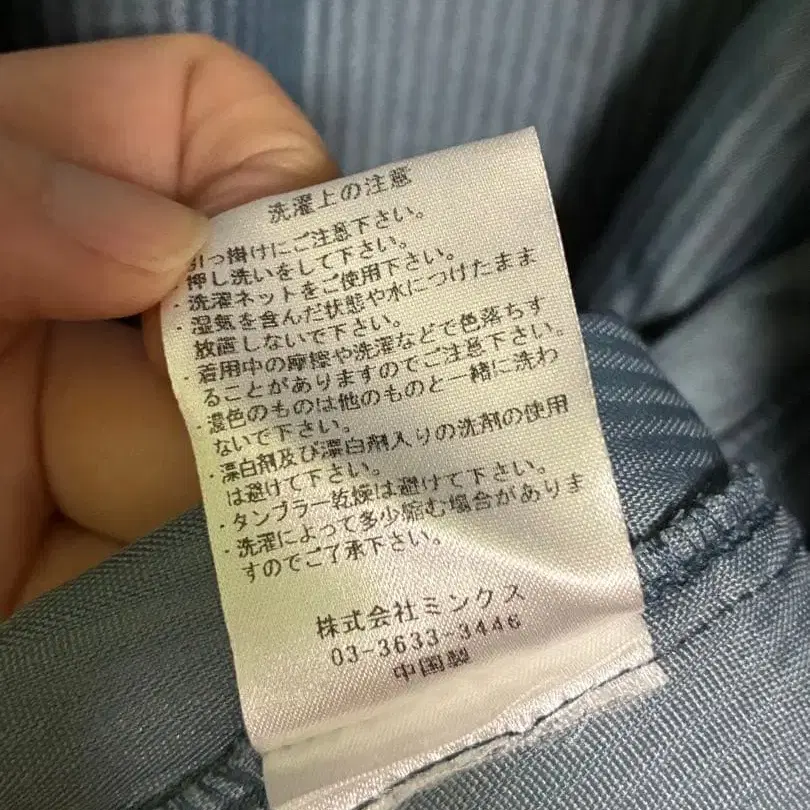 洗濯上の注意
・引っ掛けにご注意下さい。
・押し洗いをして下さい。
・洗濯ネットをご使用下さい。
・湿気を含んだ状態や水につけたまま
放置しないで下さい。
・着用中の摩擦や洗濯などで色落ちす
ることがありますのでご注意下さい。
・濃色のものは他のものと一緒に洗わ
ないで下さい。
・漂白剤及び漂白剤入りの洗剤の使用
は避けて下さい。
・タンブラー乾燥は避けて下さい。
・洗濯によって多少縮む場合がありま
すのでご了承下さい。
株式会社ミンクス
03-3633-3446
中国製